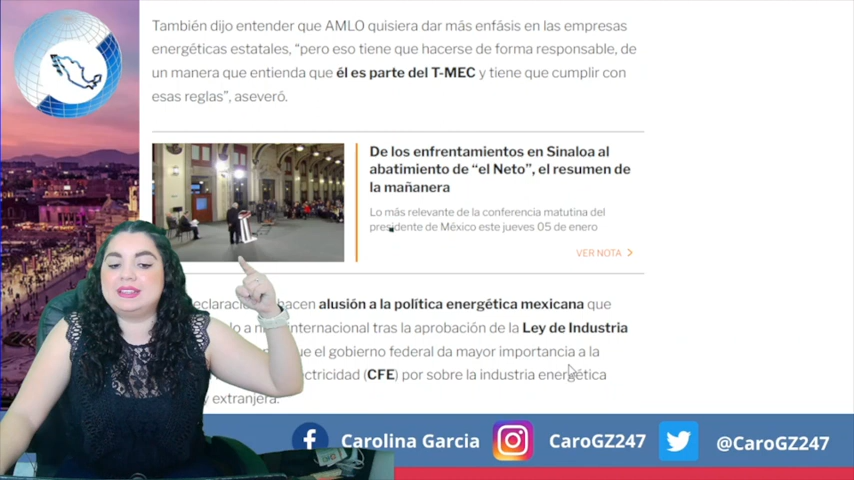 También dijo entender que AMLO quisiera dar más enfásis en las empresas
energéticas estatales, “pero eso tiene que hacerse de forma responsable, de
un manera que entienda que él es parte del T-MEC y tiene que cumplir con
esas reglas”, aseveró.
De los enfrentamientos en Sinaloa al
abatimiento de “el Neto”, el resumen de
la mañanera
Lo más relevante de la conferencia matutina del
presidente de México este jueves 05 de enero
VER NOTA
hacen alusión a la política energética mexicana que
internacional tras la aprobación de la Ley de Industria
que el gobierno federal da mayor importancia a la
(CFE) por sobre la industria energética
y extranjera.
Carolina Garcia
CaroGZ247
@CaroGZ247